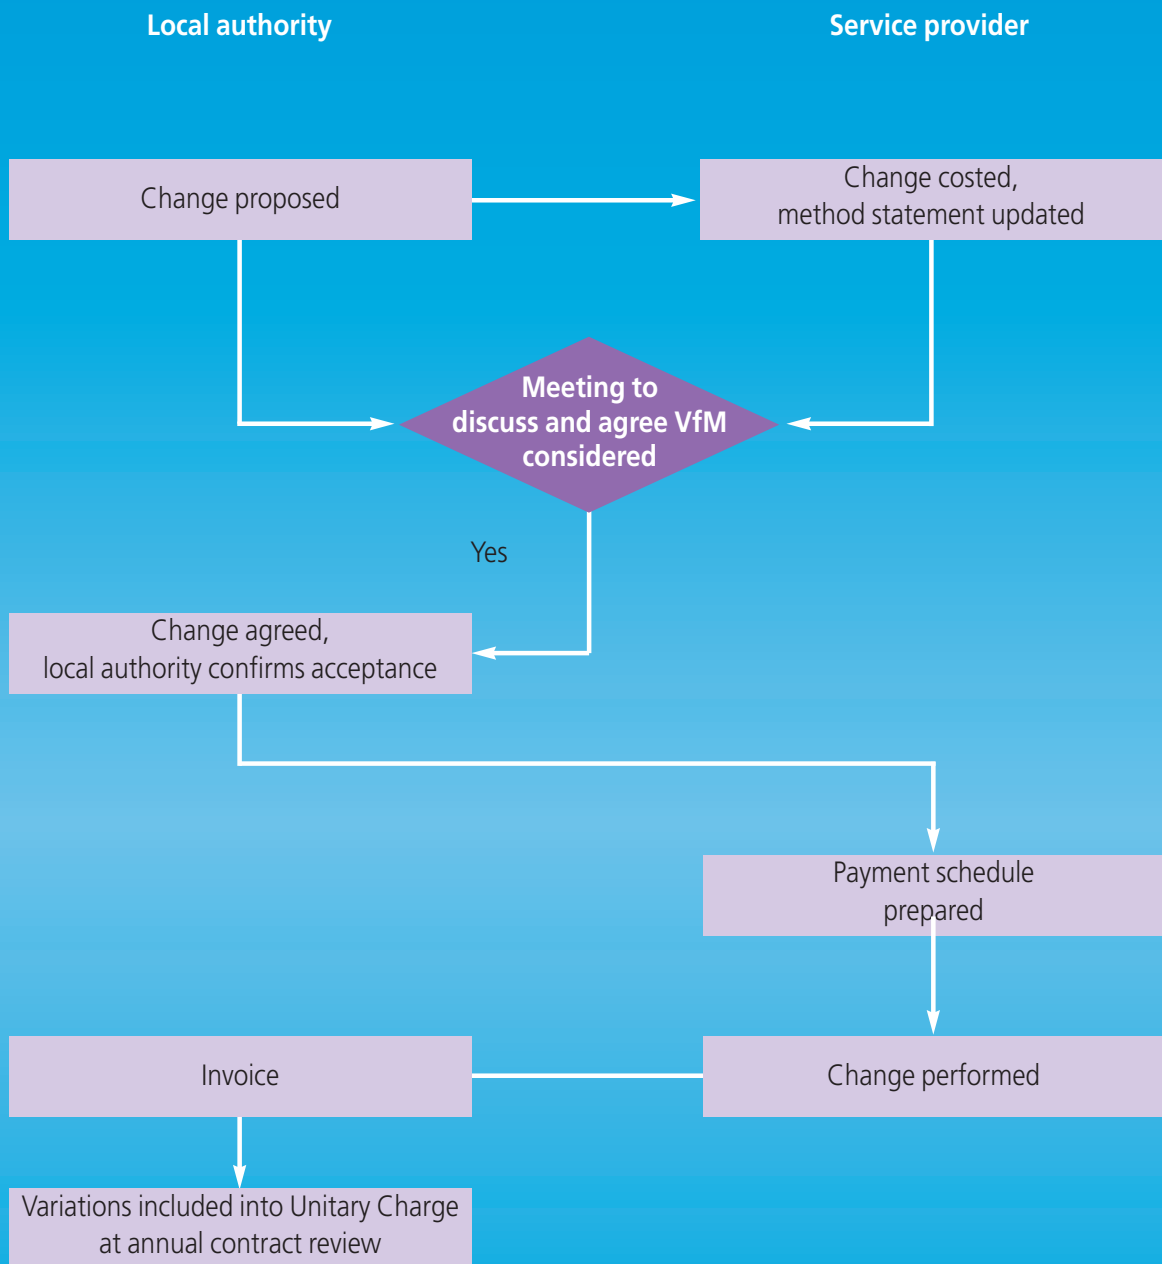 Local authority
Service provider
Change proposed
Change costed,
method statement updated
Meeting to
discuss and agree VfM
considered
Yes
Change agreed,
local authority confirms acceptance
Payment schedule
prepared
Invoice
Change performed
Variations included into Unitary Charge
at annual contract review